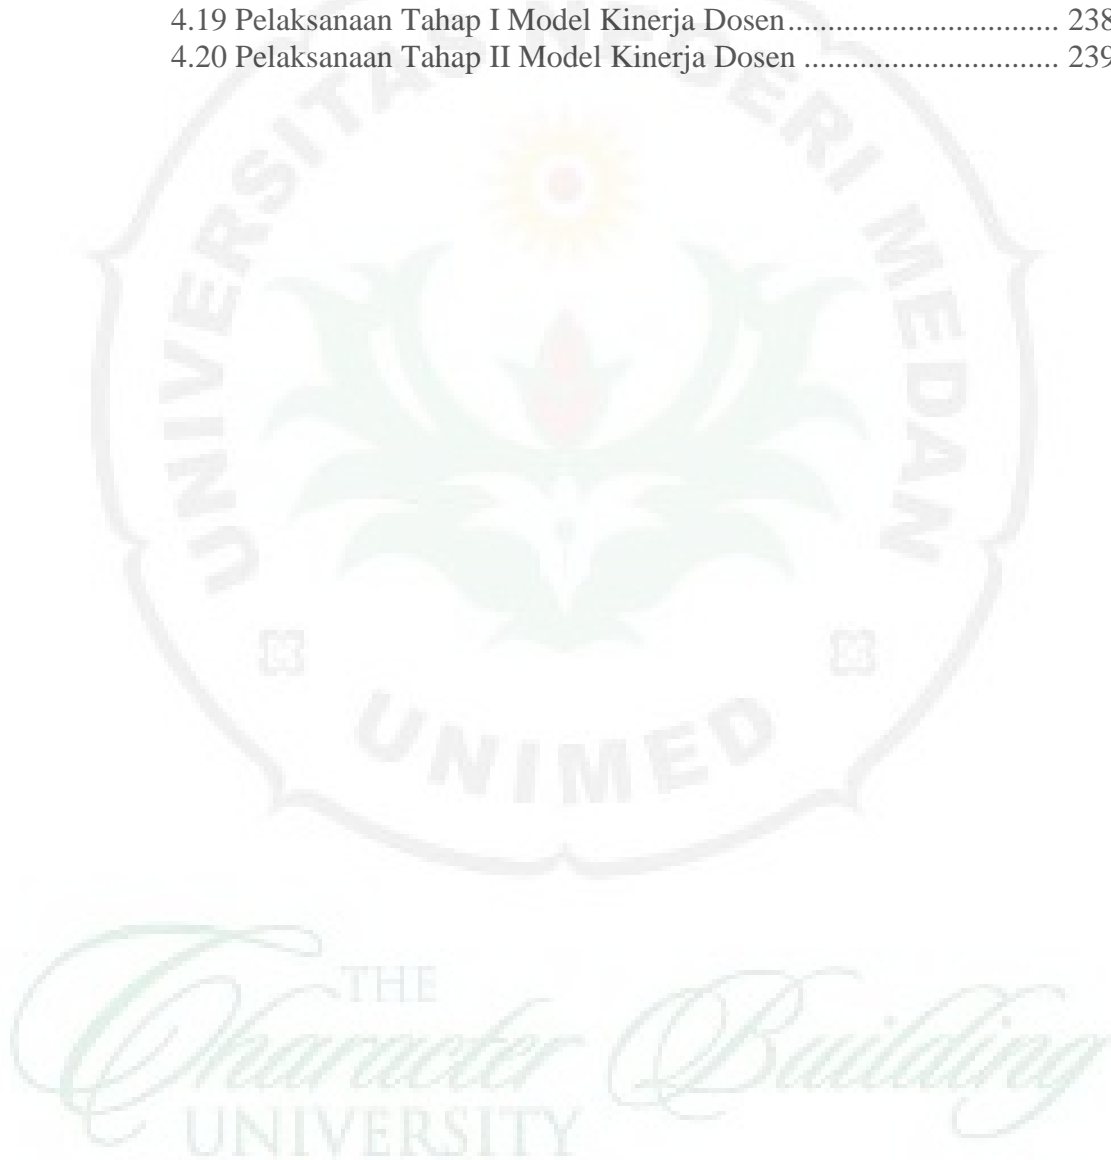 4.19 Pelaksanaan Tahap I Model Kinerja Dosen................................. 238
4.20 Pelaksanaan Tahap II Model Kinerja Dosen ............................... 239
UNIVERSITAS NEGERI MEDAN
UNIMED
THE
Character Building
UNIVERSITY